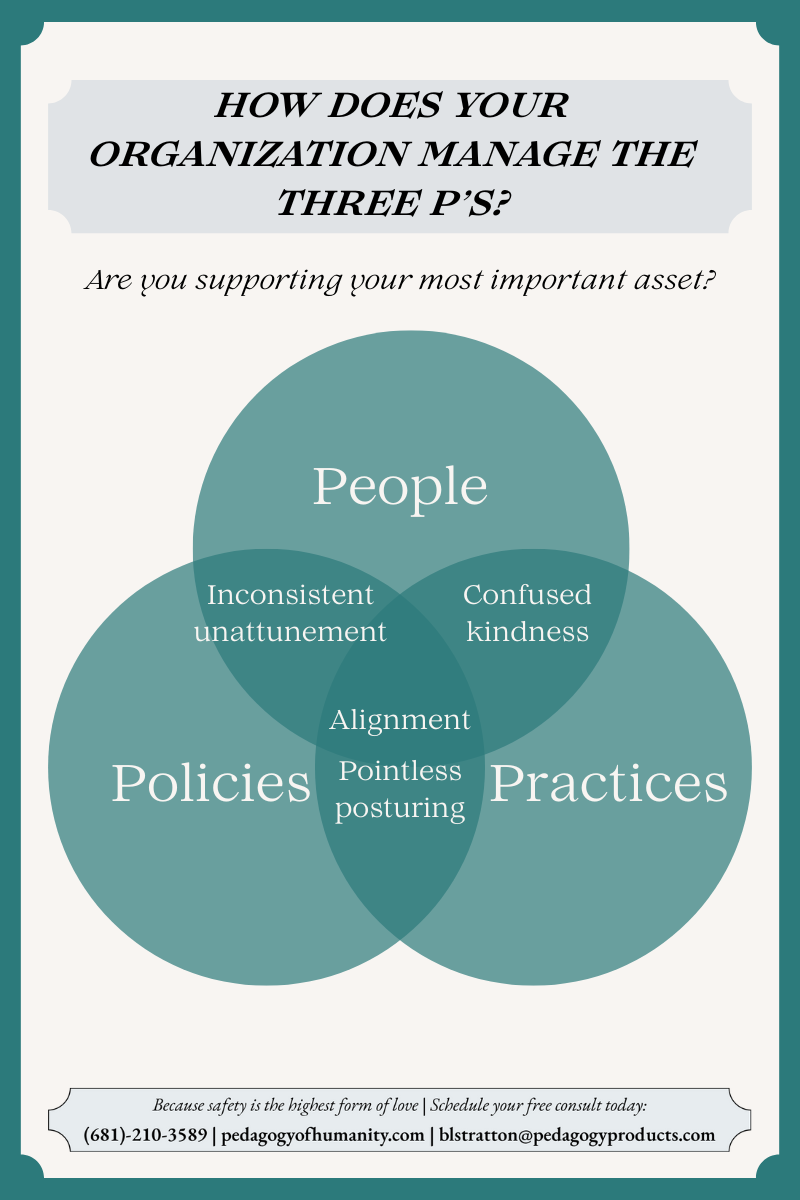 HOW DOES YOUR
ORGANIZATION MANAGE THE
THREE P'S?
Are you supporting your most important asset?
People
Inconsistent
unattunement
Confused
kindness
Alignment
Policies
Pointless
posturing
Practices
Because safety is the highest form of love | Schedule your free consult today:
(681)-210-3589 | pedagogyofhumanity.com | blstratton@pedagogyproducts.com